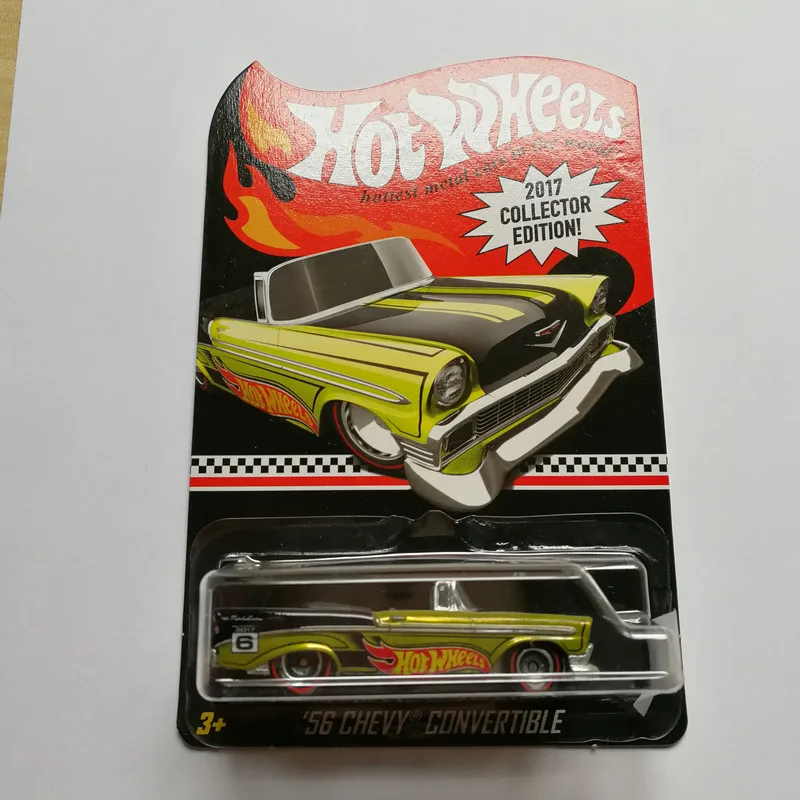 HOT WHEELS
hottest metal cars in the world!
2017
COLLECTOR
EDITION!
HOT WHEELS
2017
6
HOT WHEELS
3+
'56 CHEVY® CONVERTIBLE